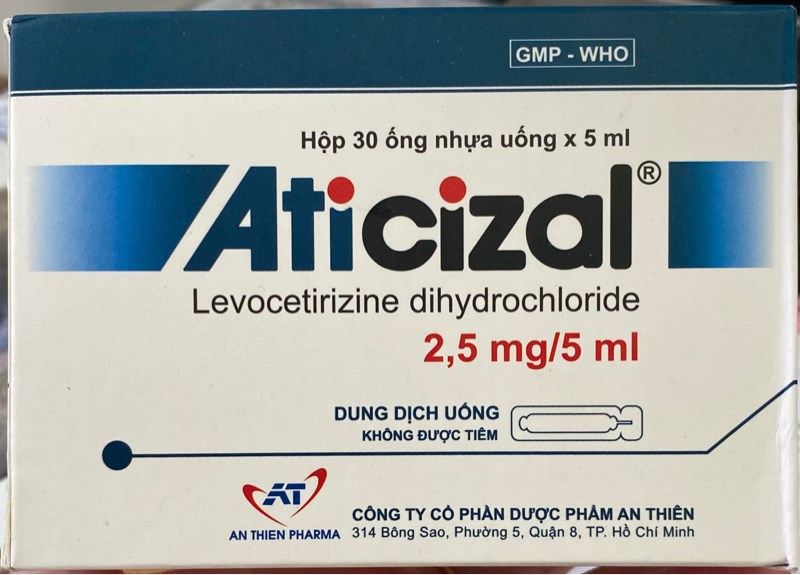 GMP - WHO
Hộp 30 ống nhựa uống x 5 ml
Aticizal®
Levocetirizine dihydrochloride
2,5 mg/5 ml
DUNG DỊCH UỐNG
KHÔNG ĐƯỢC TIÊM
AT
AN THIEN PHARMA
CÔNG TY CỔ PHẦN DƯỢC PHẨM AN THIÊN
314 Bông Sao, Phường 5, Quận 8, TP. Hồ Chí Minh